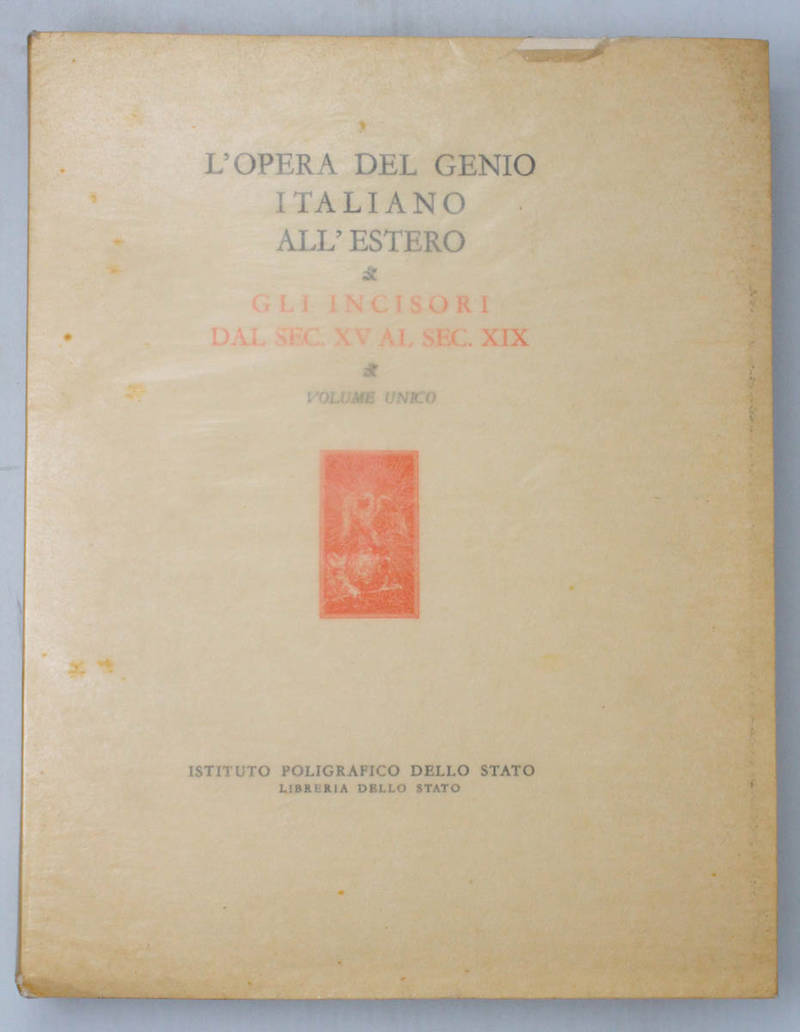 L'OPERA DEL GENIO
ITALIANO
ALL'ESTERO
GLI INCISORI
DAL SEC. XV AL SEC. XIX
VOLUME UNICO
ISTITUTO POLIGRAFICO DELLO STATO
LIBRERIA DELLO STATO